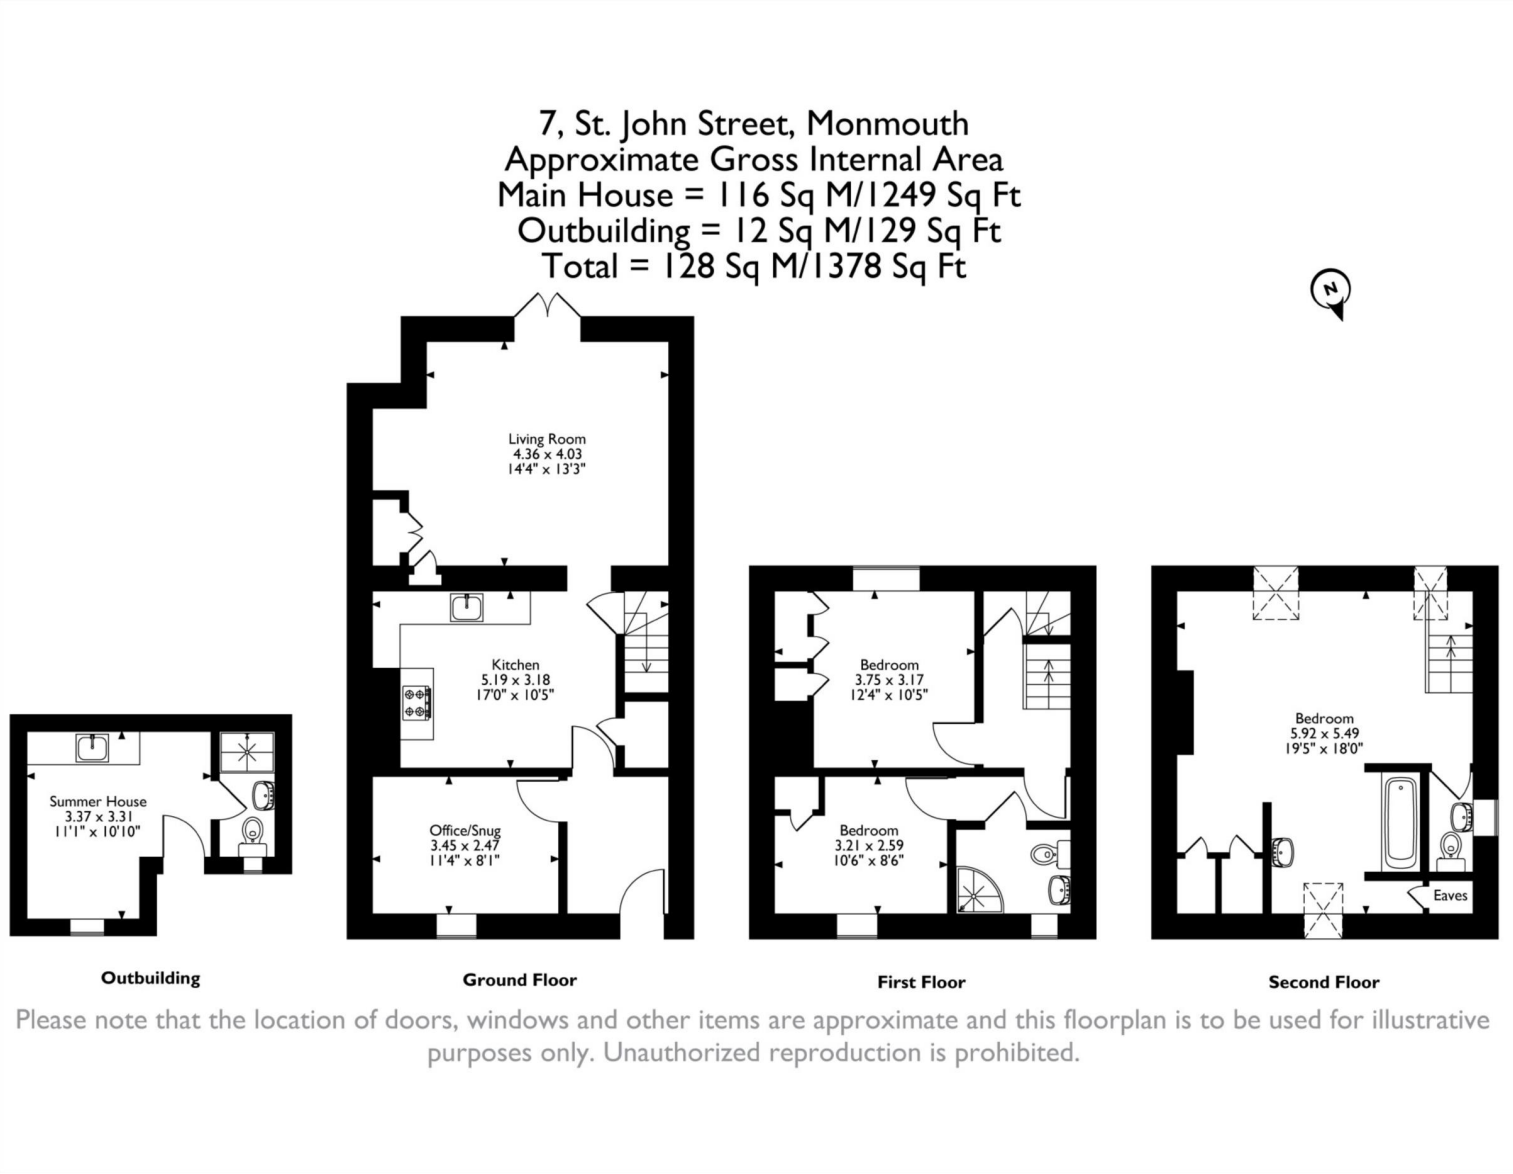 7, St. John Street, Monmouth
Approximate Gross Internal Area
Main House = 116 Sq M/1249 Sq Ft
Outbuilding = 12 Sq M/129 Sq Ft
Total = 128 Sq M/1378 Sq Ft
N
Living Room
4.36 x 4.03
14'4" x 13'3"
Kitchen
5.19 x 3.18
17'0" x 10'5"
Office/Snug
3.45 x 2.47
11'4" x 8'1"
Summer House
3.37 x 3.31
11'1" x 10'10"
Bedroom
3.75 x 3.17
12'4" x 10'5"
Bedroom
3.21 x 2.59
10'6" x 8'6"
Bedroom
5.92 x 5.49
19'5" x 18'0"
Eaves
Outbuilding
Ground Floor
First Floor
Second Floor
Please note that the location of doors, windows and other items are approximate and this floorplan is to be used for illustrative
purposes only. Unauthorized reproduction is prohibited.